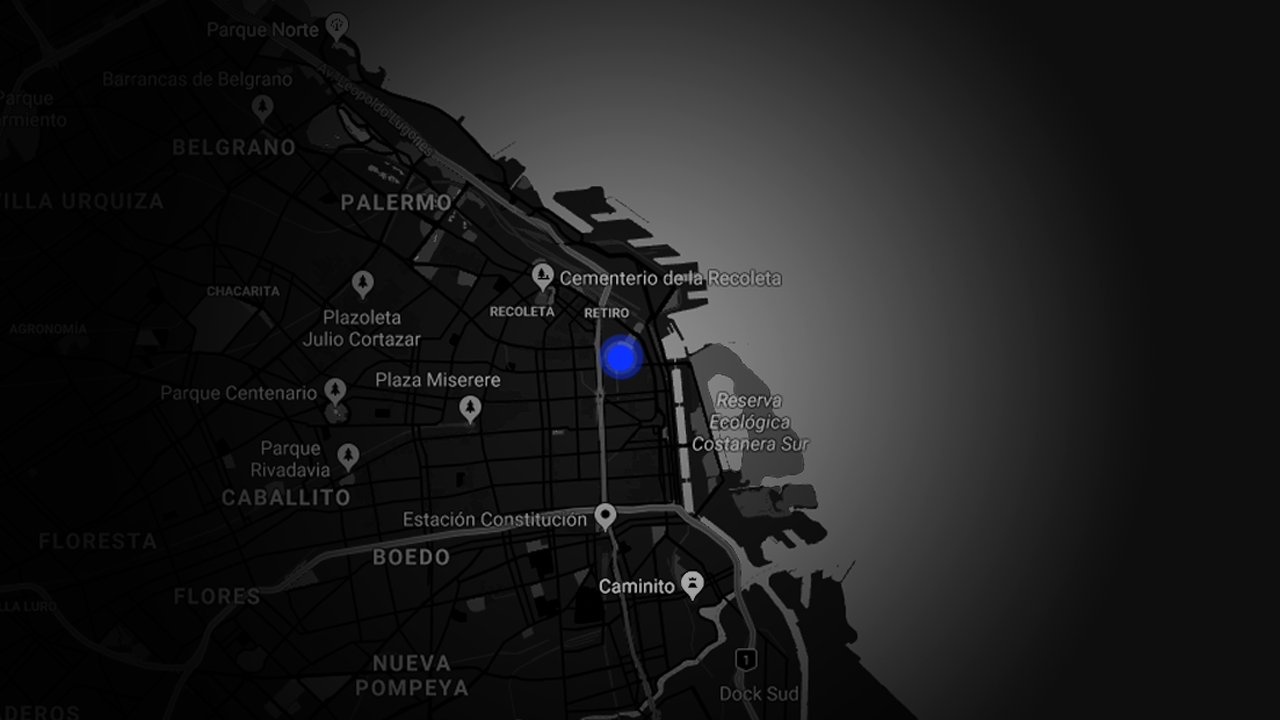 Parque Norte
Barrancas de Belgrano
Av. Leopoldo Lugones
Parque
rmiento
BELGRANO
ILLA URQUIZA
PALERMO
Cementerio de la Recoleta
CHACARITA
RECOLETA
RETIRO
Plazoleta
Julio Cortazar
AGRONOMIA
Plaza Miserere
Parque Centenario
Reserva
Ecológica
Costanera Sur
Parque
Rivadavia
CABALLITO
Estación Constitución
FLORESTA
BOEDO
Caminito
FLORES
LLA LURO
NUEVA
POMPEYA
1
Dock Sud
DEROS